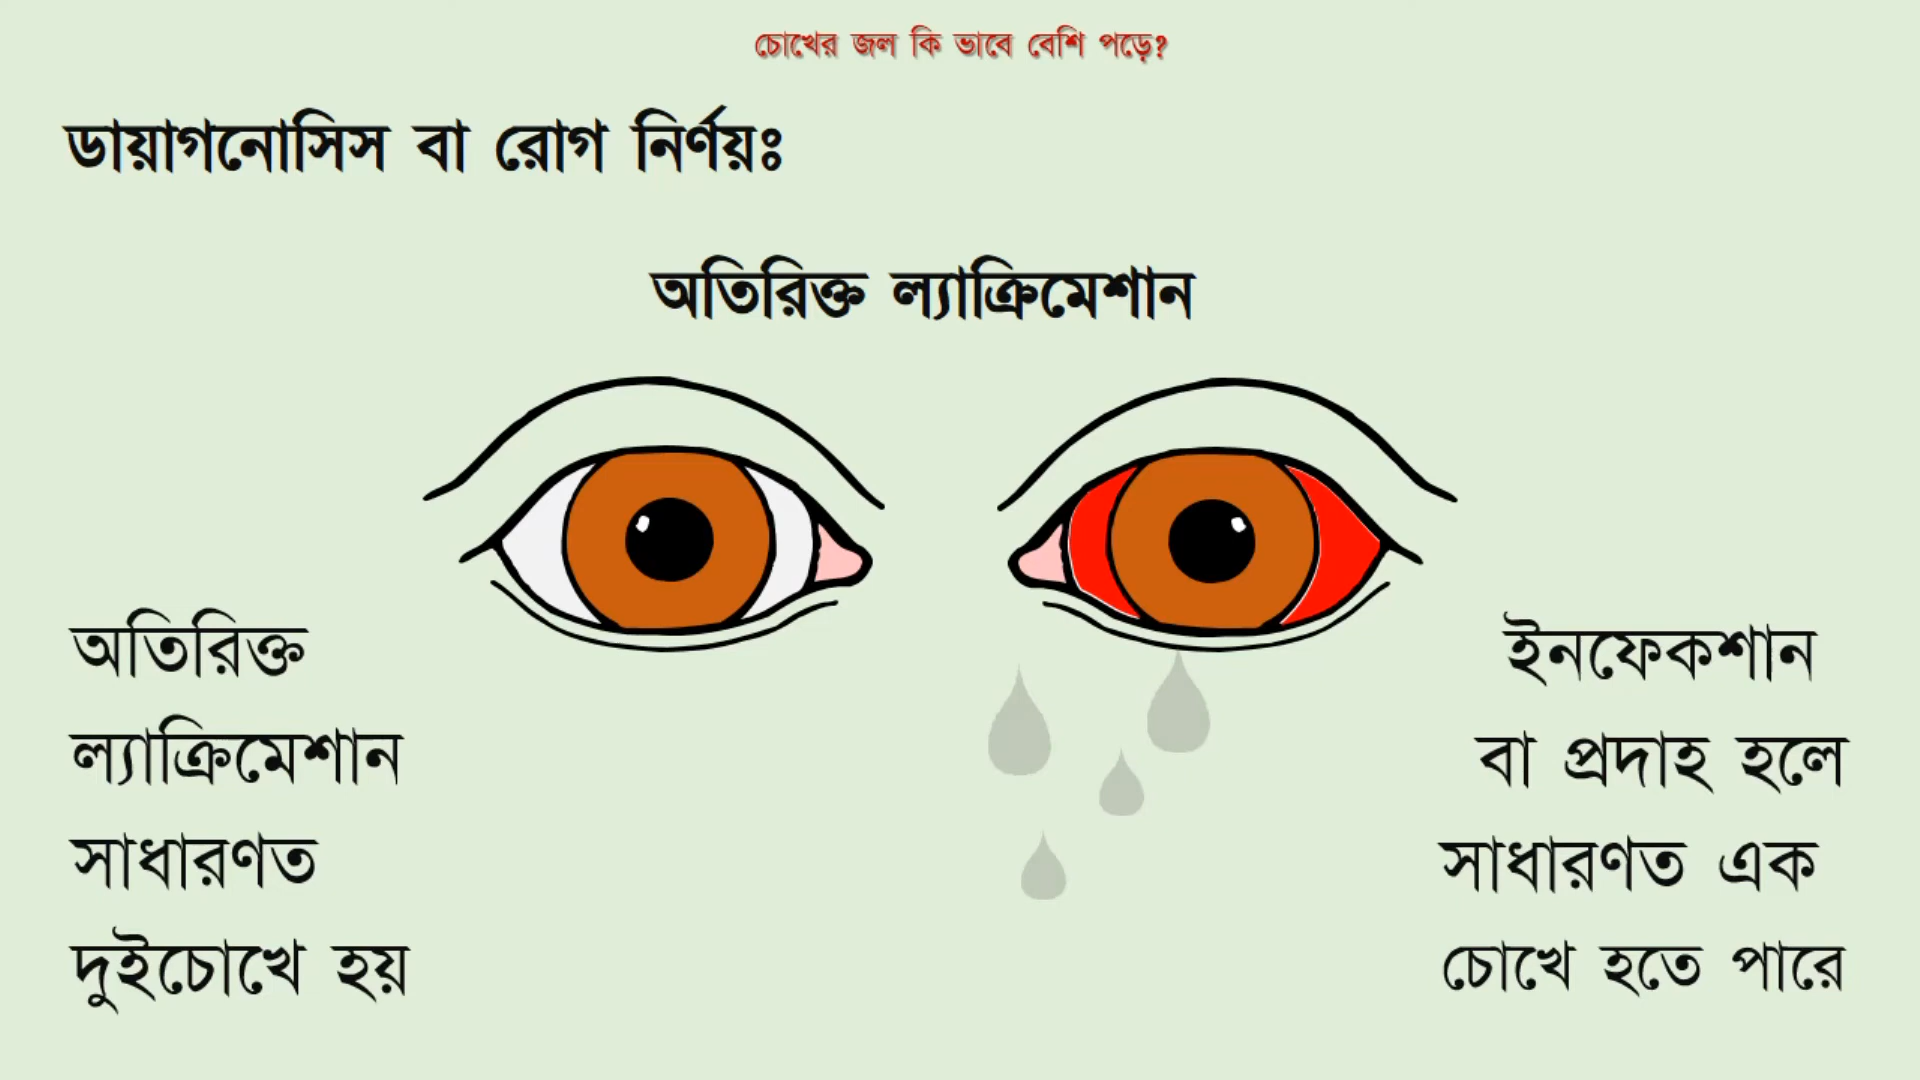 চোখের জল কি ভাবে বেশি পড়ে?
ডায়াগনোসিস বা রোগ নির্ণয়ঃ
অতিরিক্ত ল্যাক্রিমেশান
অতিরিক্ত
ল্যাক্রিমেশান
সাধারণত
দুইচোখে হয়
ইনফেকশান
বা প্রদাহ হলে
সাধারণত এক
চোখে হতে পারে